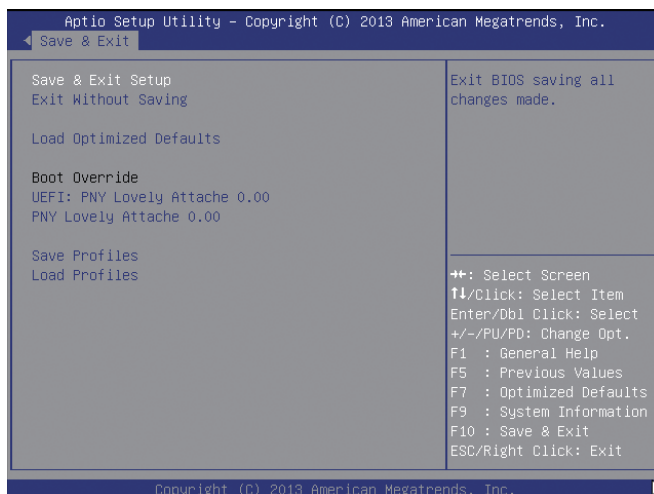 Aptio Setup Utility – Copyright (C) 2013 American Megatrends, Inc.
Save & Exit
Save & Exit Setup
Exit Without Saving
Load Optimized Defaults
Boot Override
UEFI: PNY Lovely Attache 0.00
PNY Lovely Attache 0.00
Save Profiles
Load Profiles
Exit BIOS saving all
changes made.
→←: Select Screen
↑↓/Click: Select Item
Enter/Dbl Click: Select
+/-/PU/PD: Change Opt.
F1 : General Help
F5 : Previous Values
F7 : Optimized Defaults
F9 : System Information
F10 : Save & Exit
ESC/Right Click: Exit
Copyright (C) 2013 American Megatrends, Inc.